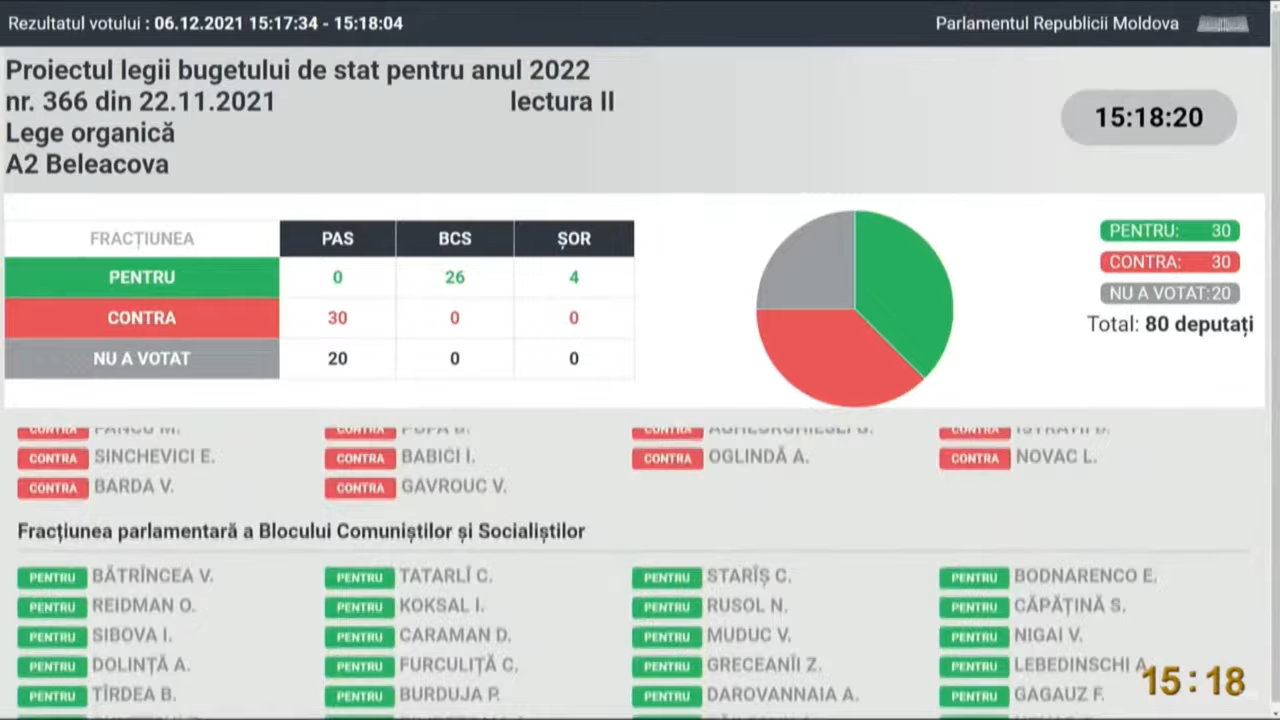 Rezultatul votului : 06.12.2021 15:17:34 - 15:18:04 Parlamentul Republicii Moldova
Proiectul legii bugetului de stat pentru anul 2022
nr. 366 din 22.11.2021 lectura II
Lege organică
A2 Beleacova
15:18:20
FRACȚIUNEA PAS BCS ȘOR
PENTRU 0 26 4
CONTRA 30 0 0
NU A VOTAT 20 0 0
PENTRU: 30
CONTRA: 30
NU A VOTAT:20
Total: 80 deputați
CONTRA CONTRA CONTRA CONTRA
CONTRA SINCHEVICI E. CONTRA BABICI I. CONTRA OGLINDĂ A. CONTRA NOVAC L.
CONTRA BARDA V. CONTRA GAVROUC V.
Fracțiunea parlamentară a Blocului Comuniștilor și Socialiștilor
PENTRU BĂTRÎNCEA V. PENTRU TATARLÎ C. PENTRU STARÎȘ C. PENTRU BODNARENCO E.
PENTRU REIDMAN O. PENTRU KOKSAL I. PENTRU RUSOL N. PENTRU CĂPĂȚINĂ S.
PENTRU SIBOVA I. PENTRU CARAMAN D. PENTRU MUDUC V. PENTRU NIGAI V.
PENTRU DOLINȚĂ A. PENTRU FURCULIȚĂ C. PENTRU GRECEANÎI Z. PENTRU LEBEDINSCHI A.
PENTRU TÎRDEA B. PENTRU BURDUJA P. PENTRU DAROVANNAIA A. PENTRU GAGAUZ F.
15:18